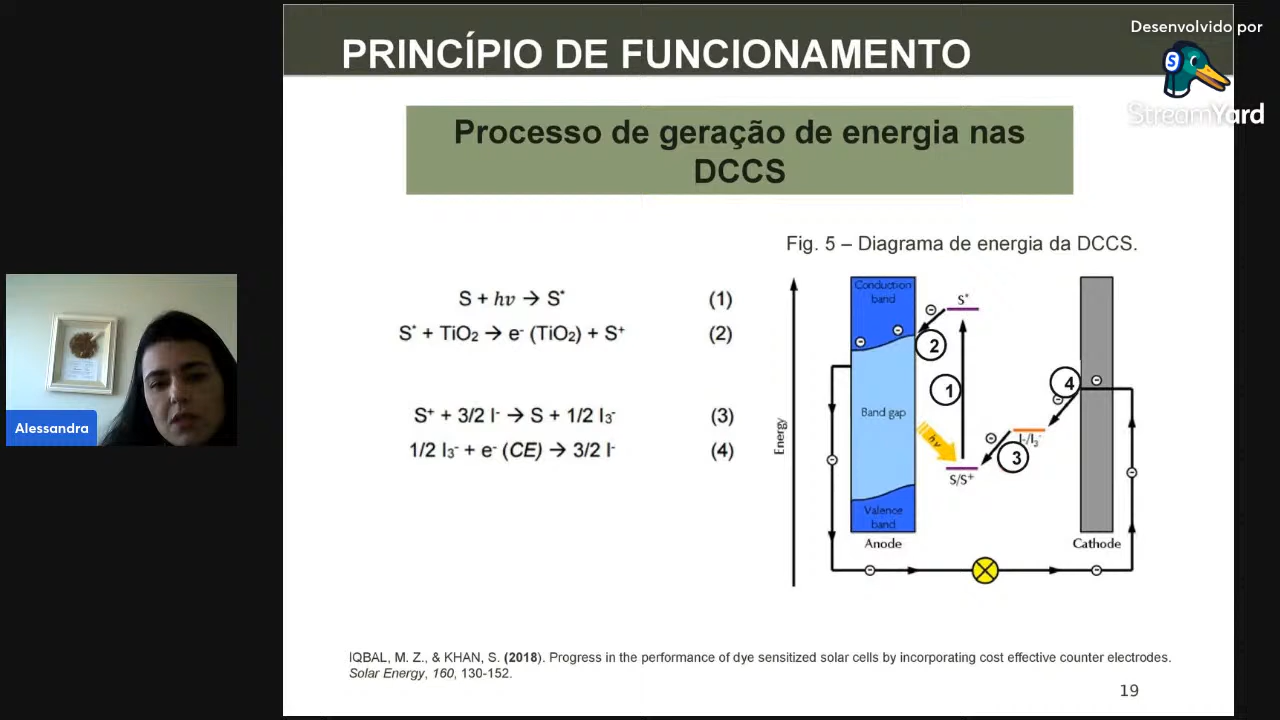 PRINCÍPIO DE FUNCIONAMENTO
Desenvolvido por
StreamYard
Processo de geração de energia nas
DCCS
Fig. 5 – Diagrama de energia da DCCS.
S + hν → S* (1)
S* + TiO₂ → e⁻ (TiO₂) + S⁺ (2)
S⁺ + 3/2 I⁻ → S + 1/2 I₃⁻ (3)
1/2 I₃⁻ + e⁻ (CE) → 3/2 I⁻ (4)
Energy
Conduction
band
S*
2
1
4
Band gap
hν
I⁻/I₃⁻
3
S/S⁺
Valence
band
Anode
Cathode
Alessandra
IQBAL, M. Z., & KHAN, S. (2018). Progress in the performance of dye sensitized solar cells by incorporating cost effective counter electrodes.
Solar Energy, 160, 130-152.
19